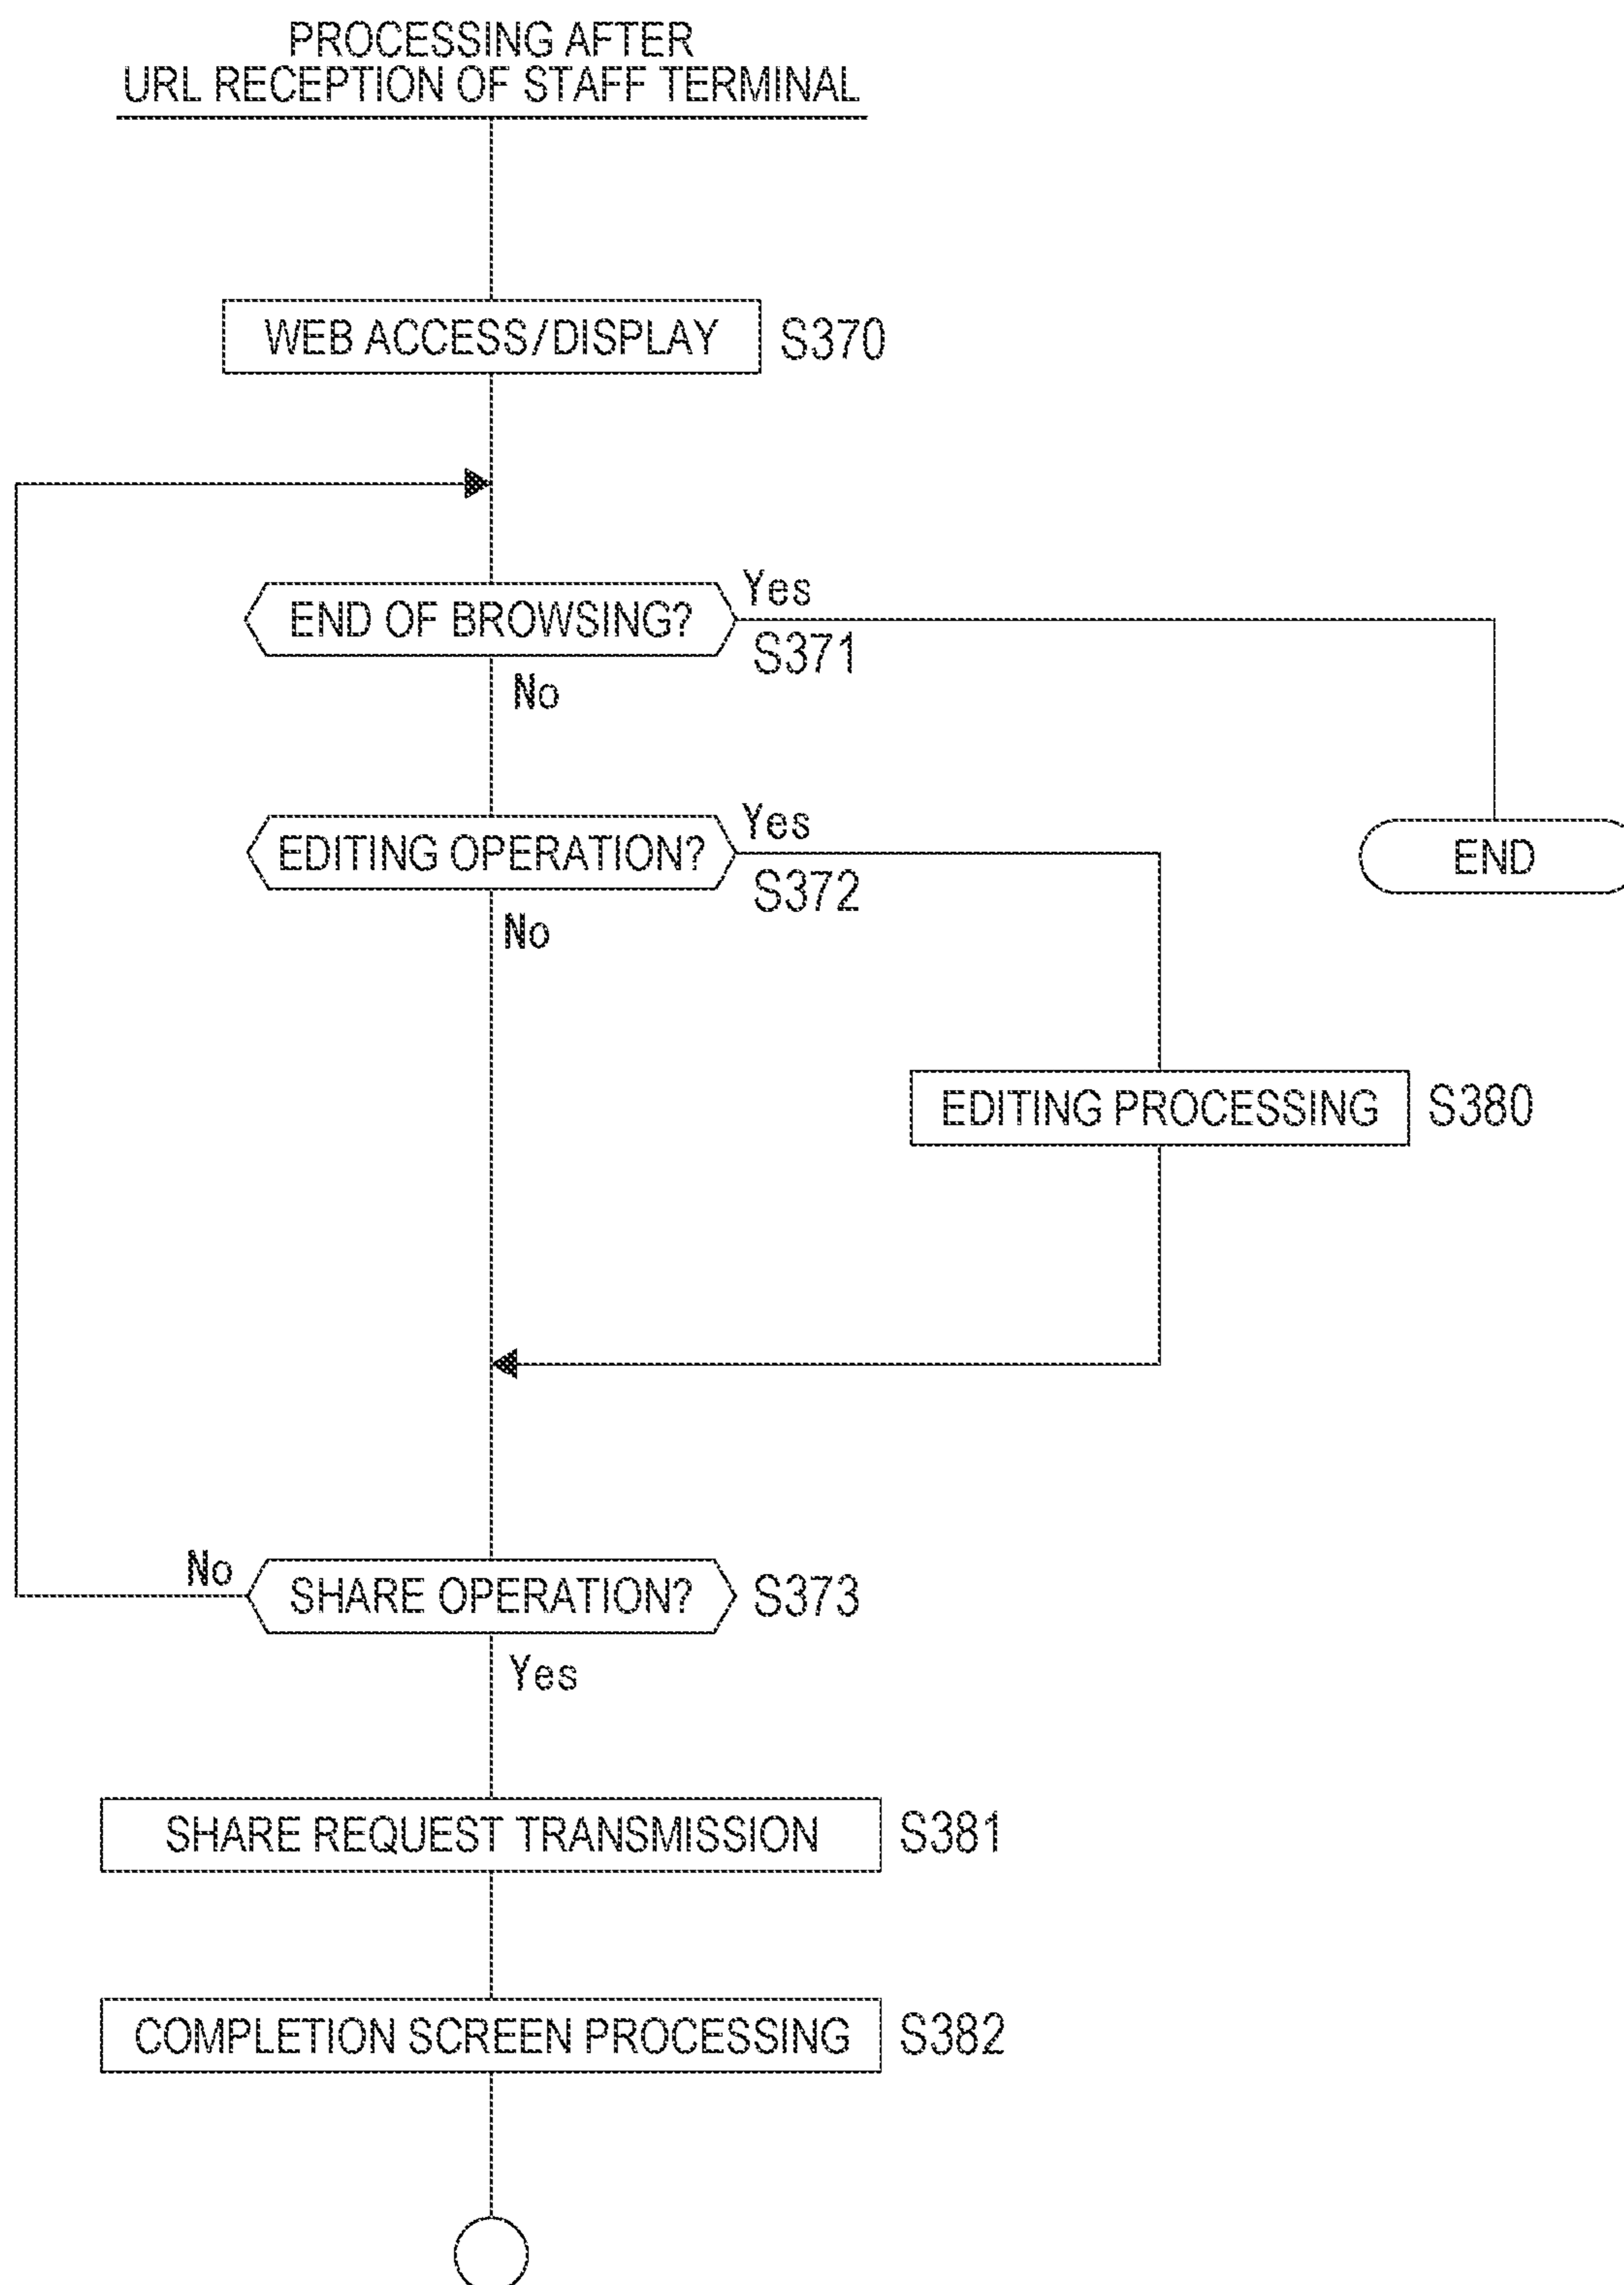 PROCESSING AFTER
URL RECEPTION OF STAFF TERMINAL
WEB ACCESS/DISPLAY S370
END OF BROWSING? Yes
S371
No
EDITING OPERATION? Yes
S372
END
No
EDITING PROCESSING S380
No SHARE OPERATION? S373
Yes
SHARE REQUEST TRANSMISSION S381
COMPLETION SCREEN PROCESSING S382